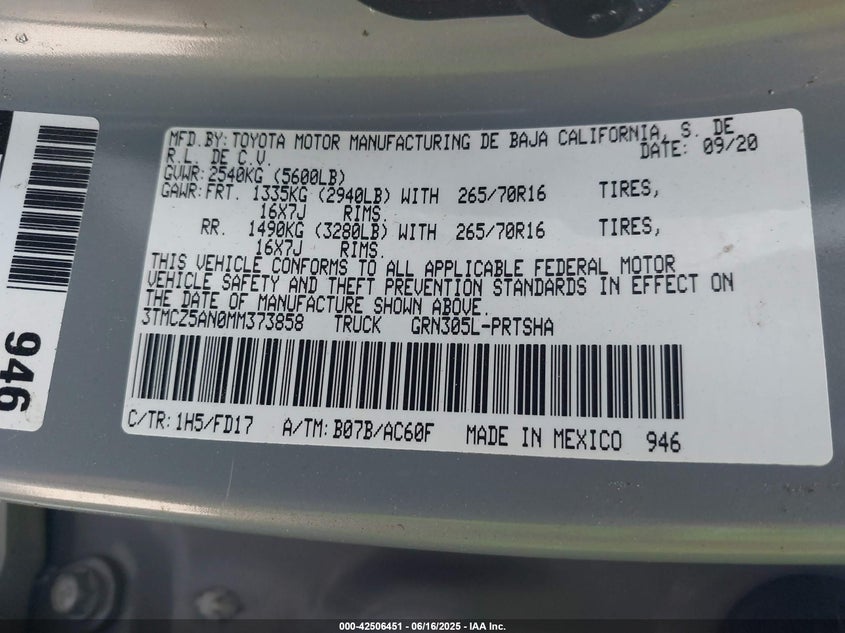 MFD. BY: TOYOTA MOTOR MANUFACTURING DE BAJA CALIFORNIA, S. DE
R.L. DE C.V. DATE: 09/20
GVWR: 2540KG (5600LB)
GAWR: FRT. 1335KG (2940LB) WITH 265/70R16 TIRES,
16X7J RIMS.
RR. 1490KG (3280LB) WITH 265/70R16 TIRES,
16X7J RIMS.
THIS VEHICLE CONFORMS TO ALL APPLICABLE FEDERAL MOTOR
VEHICLE SAFETY AND THEFT PREVENTION STANDARDS IN EFFECT ON
THE DATE OF MANUFACTURE SHOWN ABOVE.
3TMCZ5AN0MM373858 TRUCK GRN305L-PRTSHA
C/TR: 1H5/FD17 A/TM: B07B/AC60F MADE IN MEXICO 946
946
000-42506451 - 06/16/2025 - IAA Inc.